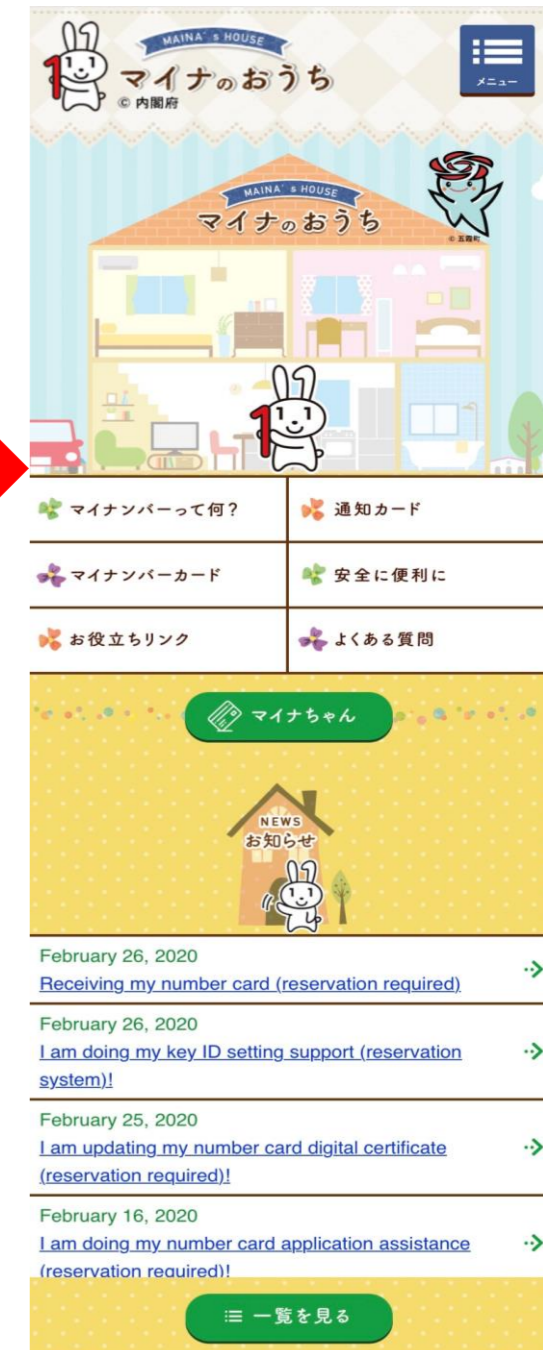 MAINA's HOUSE
マイナのおうち
© 内閣府
メニュー
MAINA's HOUSE
マイナのおうち
© 五霞町
マイナンバーって何？
通知カード
マイナンバーカード
安全に便利に
お役立ちリンク
よくある質問
マイナちゃん
NEWS
お知らせ
February 26, 2020
Receiving my number card (reservation required)
February 26, 2020
I am doing my key ID setting support (reservation
system)!
February 25, 2020
I am updating my number card digital certificate
(reservation required)!
February 16, 2020
I am doing my number card application assistance
(reservation required)!
一覧を見る